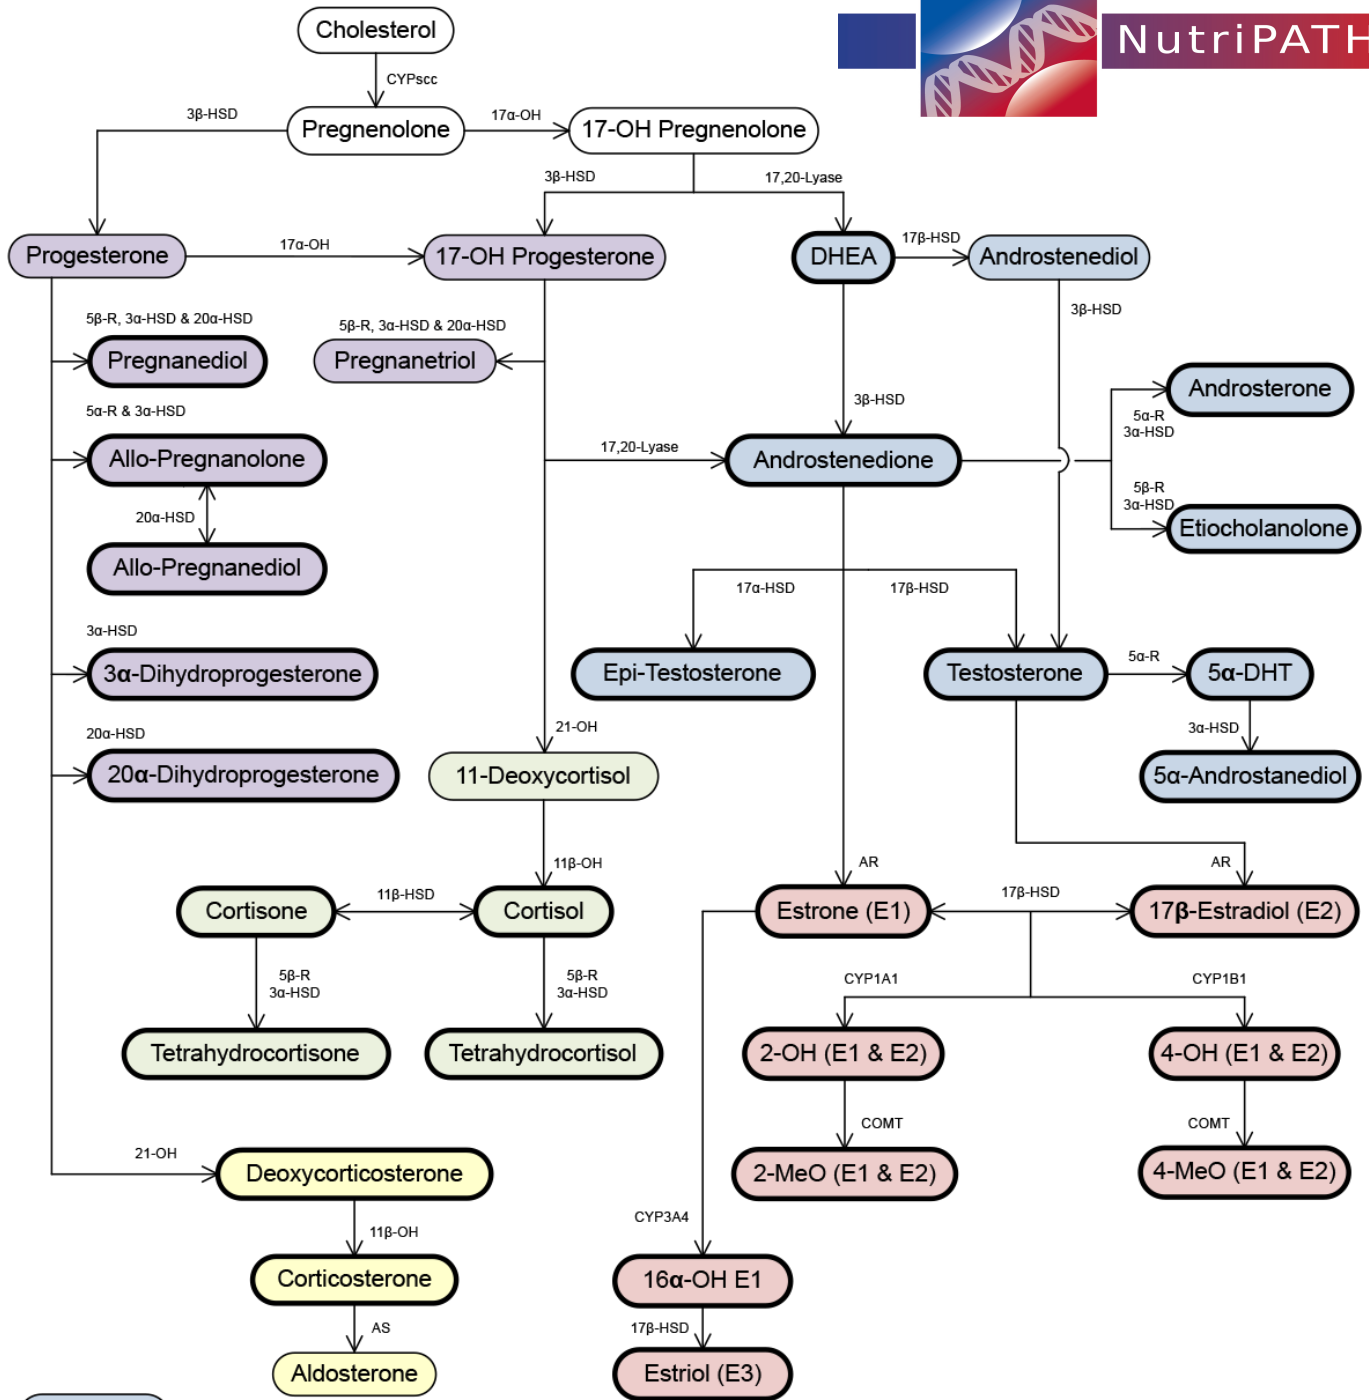 Cholesterol
NutriPATH
CYPscc
3β-HSD
Pregnenolone
17α-OH
17-OH Pregnenolone
3β-HSD
17,20-Lyase
Progesterone
17α-OH
17-OH Progesterone
DHEA
17β-HSD
Androstenediol
3β-HSD
5β-R, 3α-HSD & 20α-HSD
Pregnanediol
5β-R, 3α-HSD & 20α-HSD
Pregnanetriol
Androsterone
5α-R
3α-HSD
5α-R & 3α-HSD
3β-HSD
Allo-Pregnanolone
17,20-Lyase
Androstenedione
5β-R
3α-HSD
Etiocholanolone
20α-HSD
Allo-Pregnanediol
17α-HSD
17β-HSD
3α-HSD
3α-Dihydroprogesterone
Epi-Testosterone
Testosterone
5α-R
5α-DHT
20α-HSD
21-OH
3α-HSD
20α-Dihydroprogesterone
11-Deoxycortisol
5α-Androstanediol
11β-OH
AR
AR
Cortisone
11β-HSD
Cortisol
Estrone (E1)
17β-HSD
17β-Estradiol (E2)
5β-R
3α-HSD
5β-R
3α-HSD
CYP1A1
CYP1B1
Tetrahydrocortisone
Tetrahydrocortisol
2-OH (E1 & E2)
4-OH (E1 & E2)
COMT
COMT
21-OH
Deoxycorticosterone
2-MeO (E1 & E2)
4-MeO (E1 & E2)
11β-OH
CYP3A4
Corticosterone
16α-OH E1
AS
17β-HSD
Aldosterone
Estriol (E3)